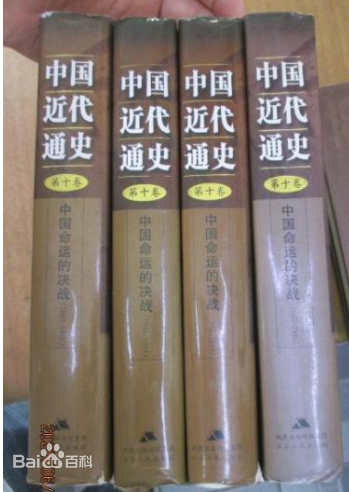 中国
近代
通史
第十卷
中国命运的决战
中国
近代
通史
第十卷
中国命运的决战
中国
近代
通史
第十卷
中国命运的决战
中国
近代
通史
第十卷
中国命运的决战
Bai百科